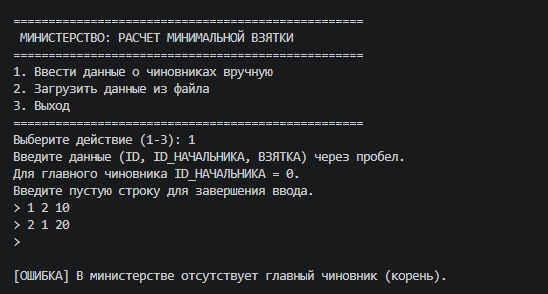 ==================================================
МИНИСТЕРСТВО: РАСЧЕТ МИНИМАЛЬНОЙ ВЗЯТКИ
==================================================
1. Ввести данные о чиновниках вручную
2. Загрузить данные из файла
3. Выход
==================================================
Выберите действие (1-3): 1
Введите данные (ID, ID_НАЧАЛЬНИКА, ВЗЯТКА) через пробел.
Для главного чиновника ID_НАЧАЛЬНИКА = 0.
Введите пустую строку для завершения ввода.
> 1 2 10
> 2 1 20
>
[ОШИБКА] В министерстве отсутствует главный чиновник (корень).